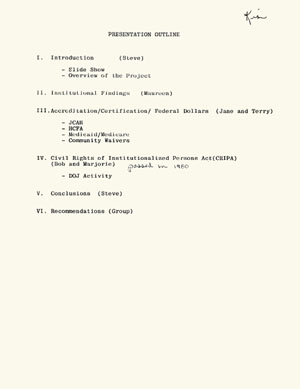 Kris
PRESENTATION OUTLINE
I. Introduction (Steve)
- Slide Show
- Overview of the Project
II. Institutional Findings (Maureen)
III.Accreditation/Certification/ Federal Dollars (Jane and Terry)
- JCAH
- HCFA
- Medicaid/Medicare
- Community Waivers
IV. Civil Rights of Institutionalized Persons Act(CRIPA)
(Bob and Marjorie) passed in 1980
- DOJ Activity
V. Conclusions (Steve)
VI. Recommendations (Group)